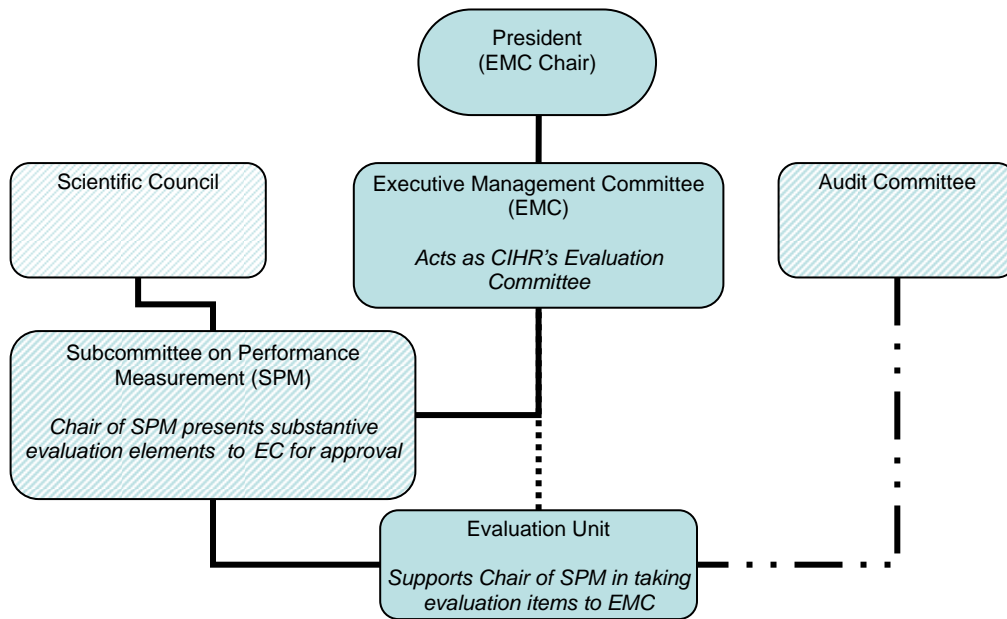 President
(EMC Chair)
Scientific Council
Executive Management Committee
(EMC)
Acts as CIHR’s Evaluation
Committee
Audit Committee
Subcommittee on Performance
Measurement (SPM)
Chair of SPM presents substantive
evaluation elements  to EC for approval
Evaluation Unit
Supports Chair of SPM in taking
evaluation items to EMC